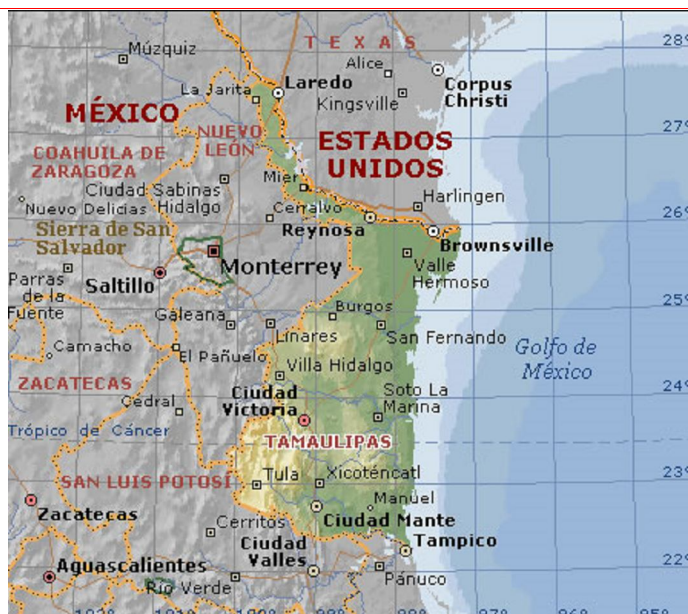 28°
TEXAS
Múzquiz
Alice
Laredo
Corpus
Christi
La Jarita
Kingsville
MÉXICO
NUEVO
LEÓN
27°
ESTADOS
UNIDOS
COAHUILA DE
ZARAGOZA
Mier
Ciudad Sabinas
Hidalgo
Harlingen
Nuevo Delicias
Cerralvo
26°
Sierra de San
Salvador
Reynosa
Brownsville
Monterrey
Valle
Hermoso
Parras
de la
Fuente
Saltillo
25°
Galeana
Burgos
Linares
San Fernando
Golfo de
México
Camacho
El Pañuelo
Villa Hidalgo
24°
ZACATECAS
Ciudad
Victoria
Soto La
Marina
Cedral
Trópico de Cáncer
TAMAULIPAS
23°
SAN LUIS POTOSÍ
Tula
Xicoténcatl
Manuel
Zacatecas
Cerritos
Ciudad Mante
Ciudad
Valles
Tampico
22°
Aguascalientes
Río Verde
Pánuco
97°
96°
95°